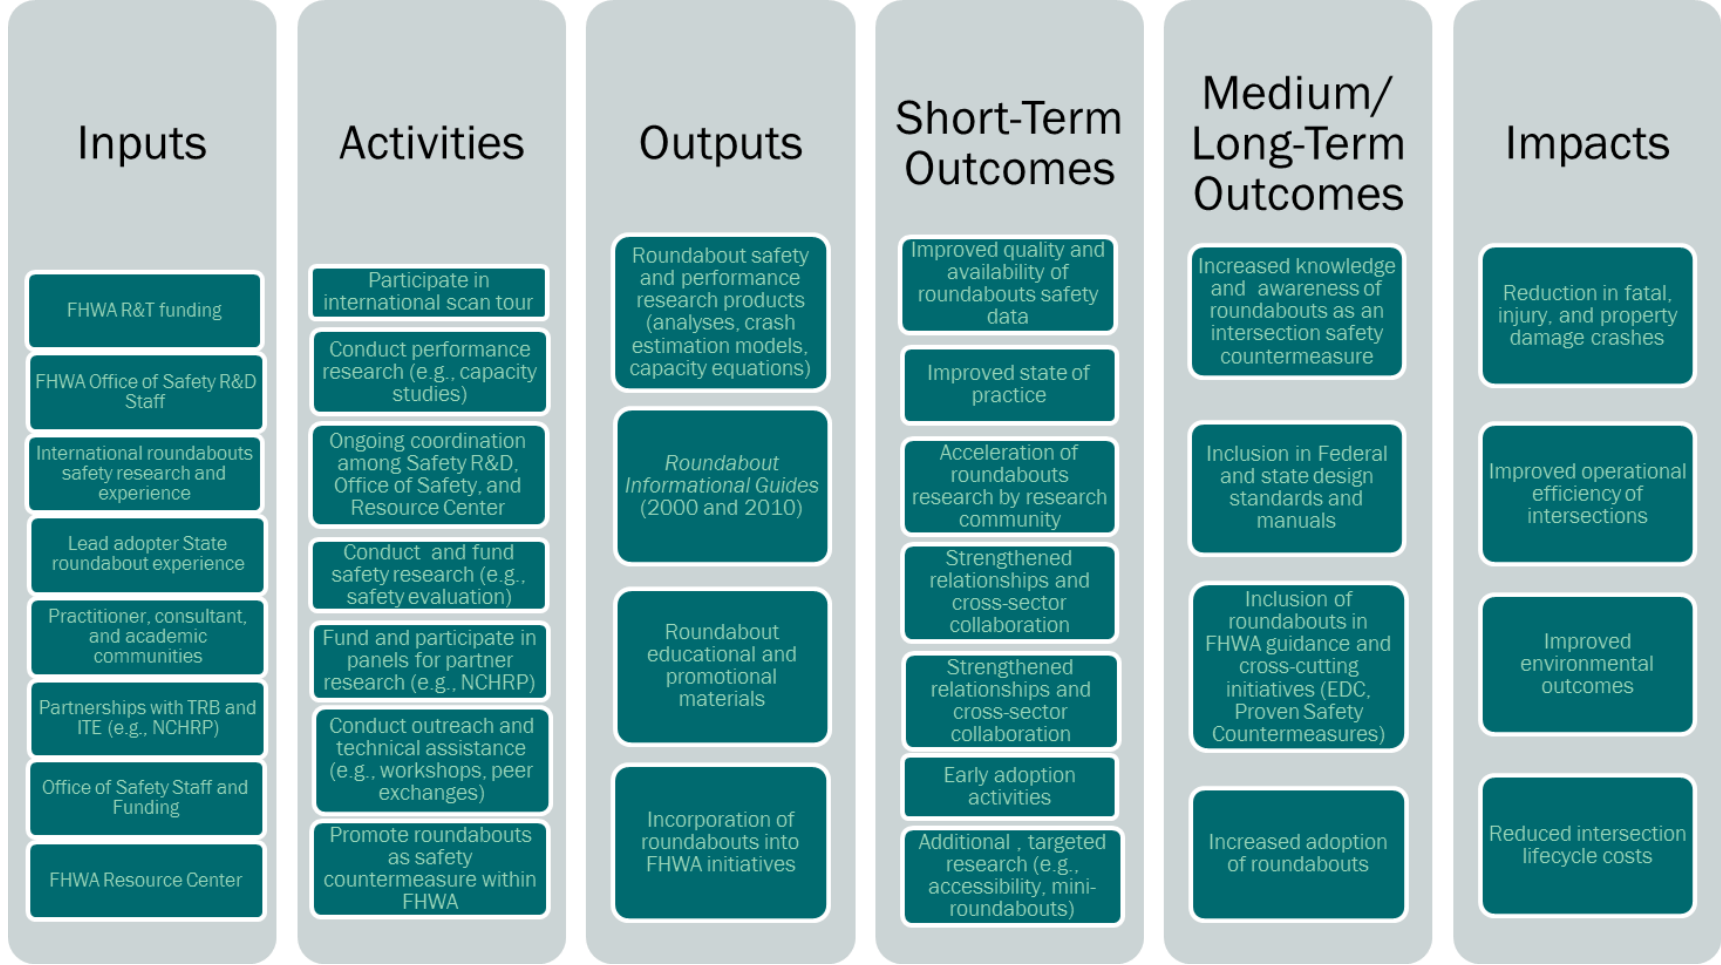 Inputs
FHWA R&T funding
FHWA Office of Safety R&D
Staff
International roundabouts
safety research and
experience
Lead adopter State
roundabout experience
Practitioner, consultant,
and academic
communities
Partnerships with TRB and
ITE (e.g., NCHRP)
Office of Safety Staff and
Funding
FHWA Resource Center
Activities
Participate in
international scan tour
Conduct performance
research (e.g., capacity
studies)
Ongoing coordination
among Safety R&D,
Office of Safety, and
Resource Center
Conduct and fund
safety research (e.g.,
safety evaluation)
Fund and participate in
panels for partner
research (e.g., NCHRP)
Conduct outreach and
technical assistance
(e.g., workshops, peer
exchanges)
Promote roundabouts
as safety
countermeasure within
FHWA
Outputs
Roundabout safety
and performance
research products
(analyses, crash
estimation models,
capacity equations)
Roundabout
Informational Guides
(2000 and 2010)
Roundabout
educational and
promotional
materials
Incorporation of
roundabouts into
FHWA initiatives
Short-Term
Outcomes
Improved quality and
availability of
roundabouts safety
data
Improved state of
practice
Acceleration of
roundabouts
research by research
community
Strengthened
relationships and
cross-sector
collaboration
Strengthened
relationships and
cross-sector
collaboration
Early adoption
activities
Additional , targeted
research (e.g.,
accessibility, mini-
roundabouts)
Medium/
Long-Term
Outcomes
Increased knowledge
and awareness of
roundabouts as an
intersection safety
countermeasure
Inclusion in Federal
and state design
standards and
manuals
Inclusion of
roundabouts in
FHWA guidance and
cross-cutting
initiatives (EDC,
Proven Safety
Countermeasures)
Increased adoption
of roundabouts
Impacts
Reduction in fatal,
injury, and property
damage crashes
Improved operational
efficiency of
intersections
Improved
environmental
outcomes
Reduced intersection
lifecycle costs